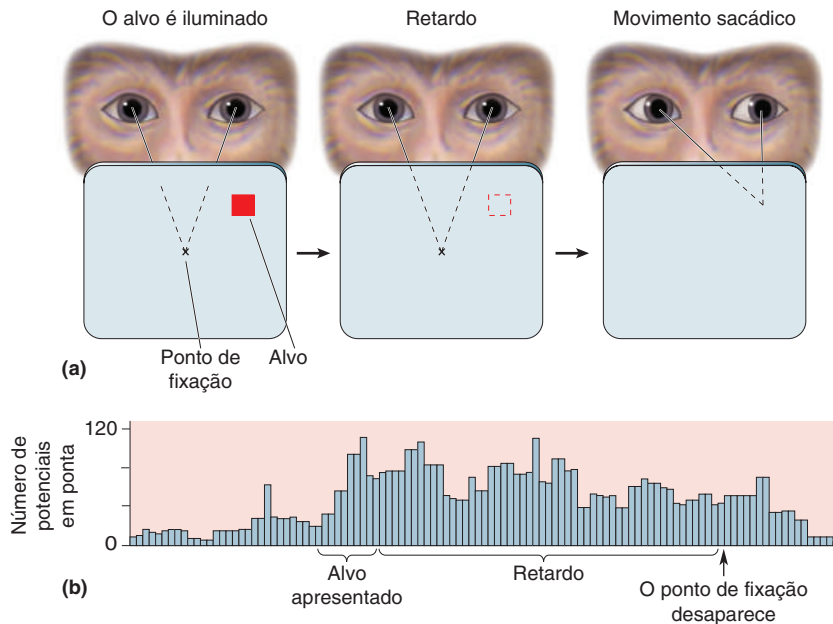 O alvo é iluminado
Retardo
Movimento sacádico
x
x
Ponto de
fixação
Alvo
(a)
Número de
potenciais
em ponta
120
0
Alvo
apresentado
Retardo
O ponto de fixação
desaparece
(b)